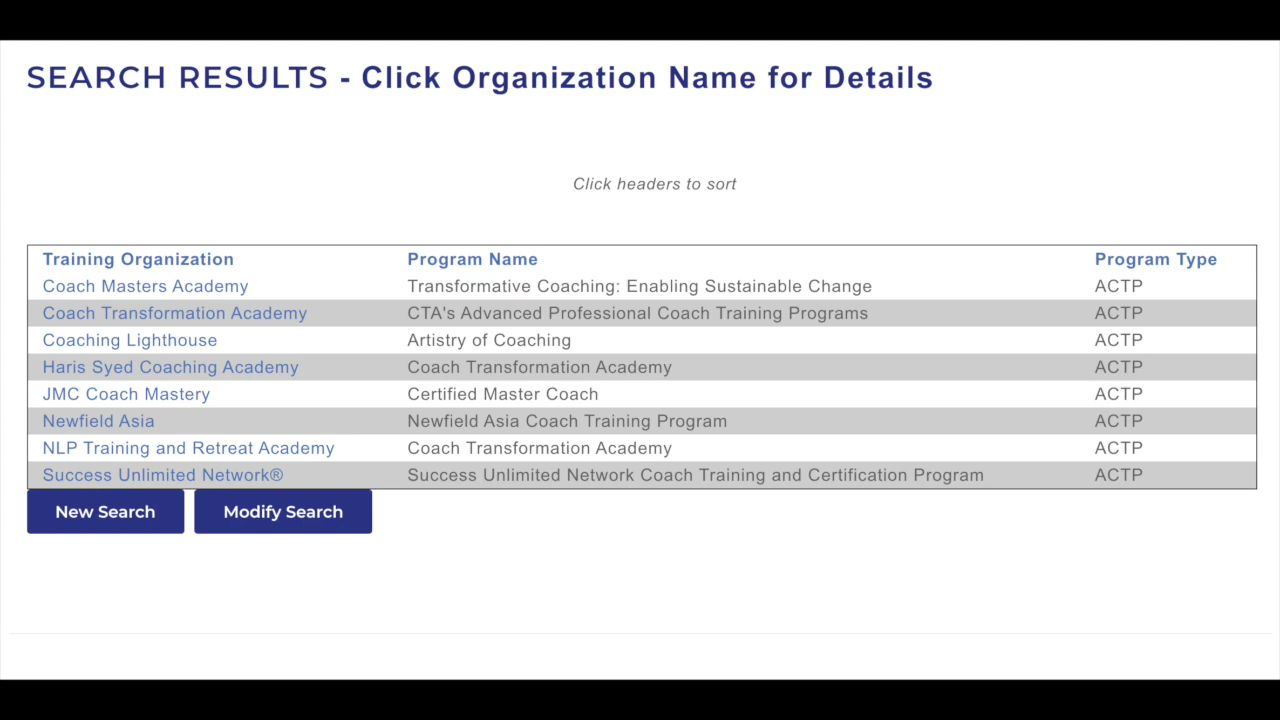 SEARCH RESULTS - Click Organization Name for Details
Click headers to sort
Training Organization Program Name Program Type
Coach Masters Academy Transformative Coaching: Enabling Sustainable Change ACTP
Coach Transformation Academy CTA's Advanced Professional Coach Training Programs ACTP
Coaching Lighthouse Artistry of Coaching ACTP
Haris Syed Coaching Academy Coach Transformation Academy ACTP
JMC Coach Mastery Certified Master Coach ACTP
Newfield Asia Newfield Asia Coach Training Program ACTP
NLP Training and Retreat Academy Coach Transformation Academy ACTP
Success Unlimited Network® Success Unlimited Network Coach Training and Certification Program ACTP
New Search Modify Search